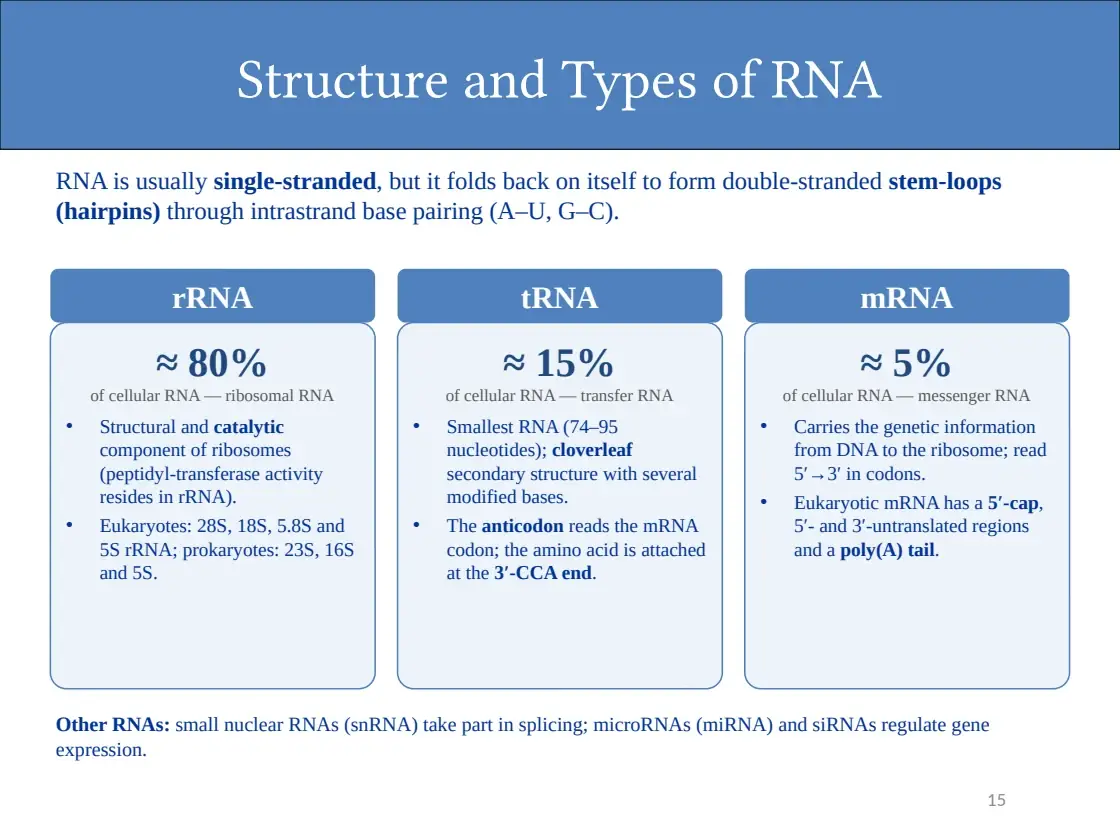 Structure and Types of RNA
RNA is usually single-stranded, but it folds back on itself to form double-stranded stem-loops
(hairpins) through intrastrand base pairing (A–U, G–C).
rRNA
≈ 80%
of cellular RNA — ribosomal RNA
• Structural and catalytic
component of ribosomes
(peptidyl-transferase activity
resides in rRNA).
• Eukaryotes: 28S, 18S, 5.8S and
5S rRNA; prokaryotes: 23S, 16S
and 5S.
tRNA
≈ 15%
of cellular RNA — transfer RNA
• Smallest RNA (74–95
nucleotides); cloverleaf
secondary structure with several
modified bases.
• The anticodon reads the mRNA
codon; the amino acid is attached
at the 3′-CCA end.
mRNA
≈ 5%
of cellular RNA — messenger RNA
• Carries the genetic information
from DNA to the ribosome; read
5′→3′ in codons.
• Eukaryotic mRNA has a 5′-cap,
5′- and 3′-untranslated regions
and a poly(A) tail.
Other RNAs: small nuclear RNAs (snRNA) take part in splicing; microRNAs (miRNA) and siRNAs regulate gene
expression.
15